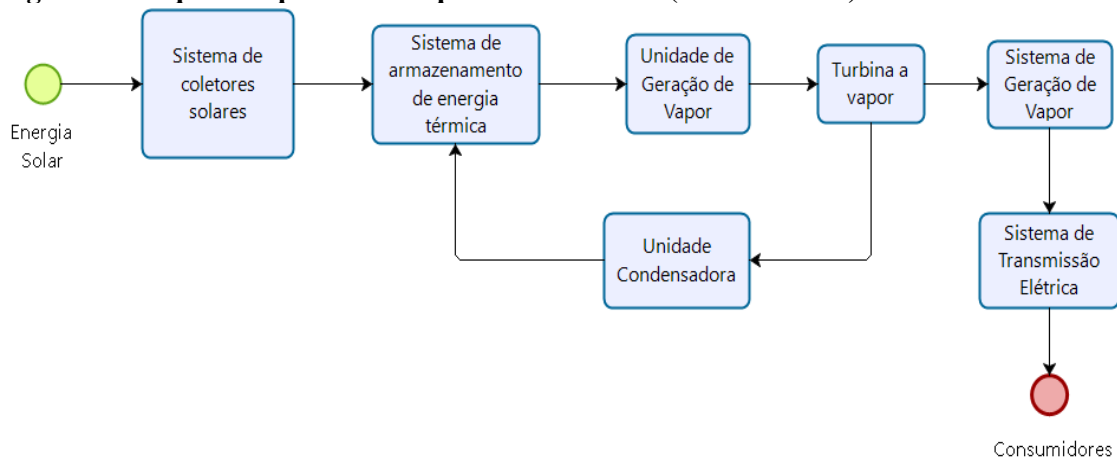 Sistema de
coletores
solares
Sistema de
armazenamento
de energia
térmica
Unidade de
Geração de
Vapor
Turbina a
vapor
Sistema de
Geração de
Vapor
Energia
Solar
Unidade
Condensadora
Sistema de
Transmissão
Elétrica
Consumidores